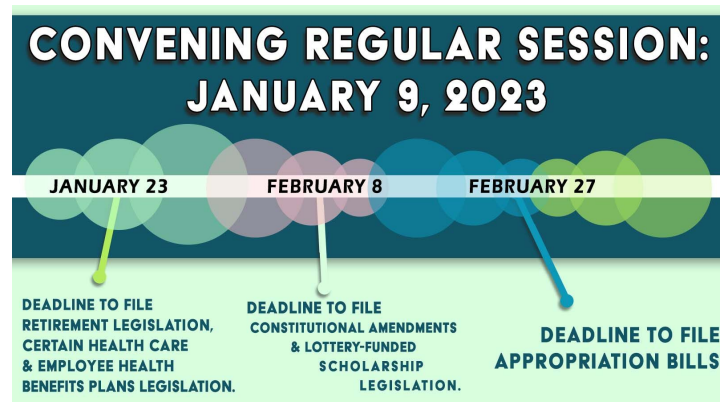 CONVENING REGULAR SESSION:
JANUARY 9, 2023
JANUARY 23
FEBRUARY 8
FEBRUARY 27
DEADLINE TO FILE
RETIREMENT LEGISLATION,
CERTAIN HEALTH CARE
& EMPLOYEE HEALTH
BENEFITS PLANS LEGISLATION.
DEADLINE TO FILE
CONSTITUTIONAL AMENDMENTS
& LOTTERY-FUNDED
SCHOLARSHIP
LEGISLATION.
DEADLINE TO FILE
APPROPRIATION BILLS